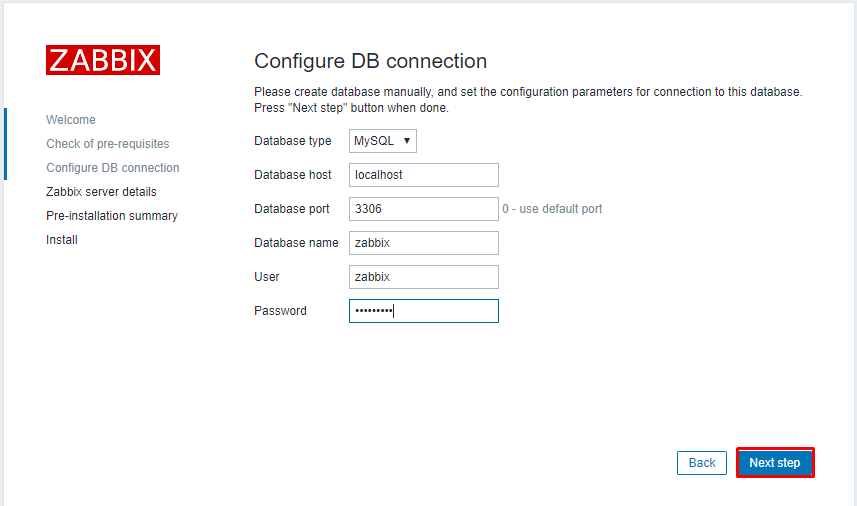 ZABBIX
Welcome
Check of pre-requisites
Configure DB connection
Zabbix server details
Pre-installation summary
Install
Configure DB connection
Please create database manually, and set the configuration parameters for connection to this database.
Press "Next step" button when done.
Database type MySQL ▼
Database host localhost
Database port 3306 0 - use default port
Database name zabbix
User zabbix
Password •••••••••
Back Next step